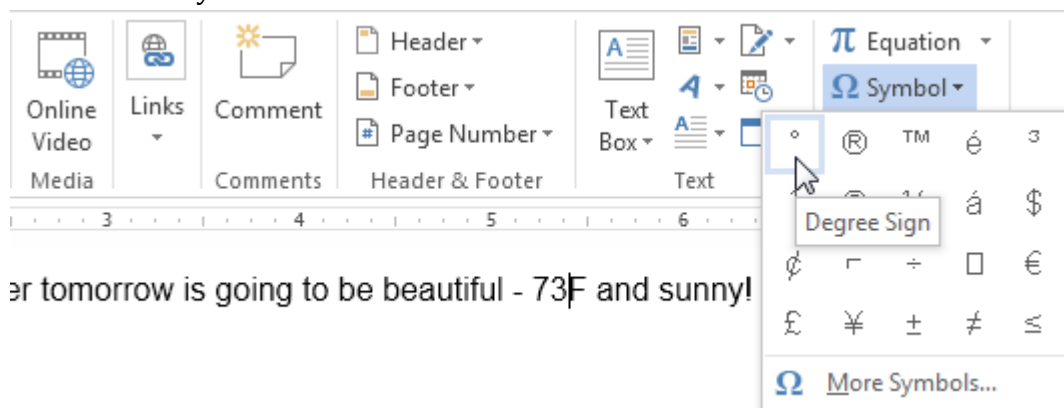 Header
Footer
Page Number
Online Video
Links
Comment
Text Box
π Equation
Ω Symbol
Media
Comments
Header & Footer
Text
3 4 5 6
° ® ™ é ³
á $
Degree Sign
¢ ⌐ ÷ □ €
£ ¥ ± ≠ ≤
Ω More Symbols...
er tomorrow is going to be beautiful - 73F and sunny!